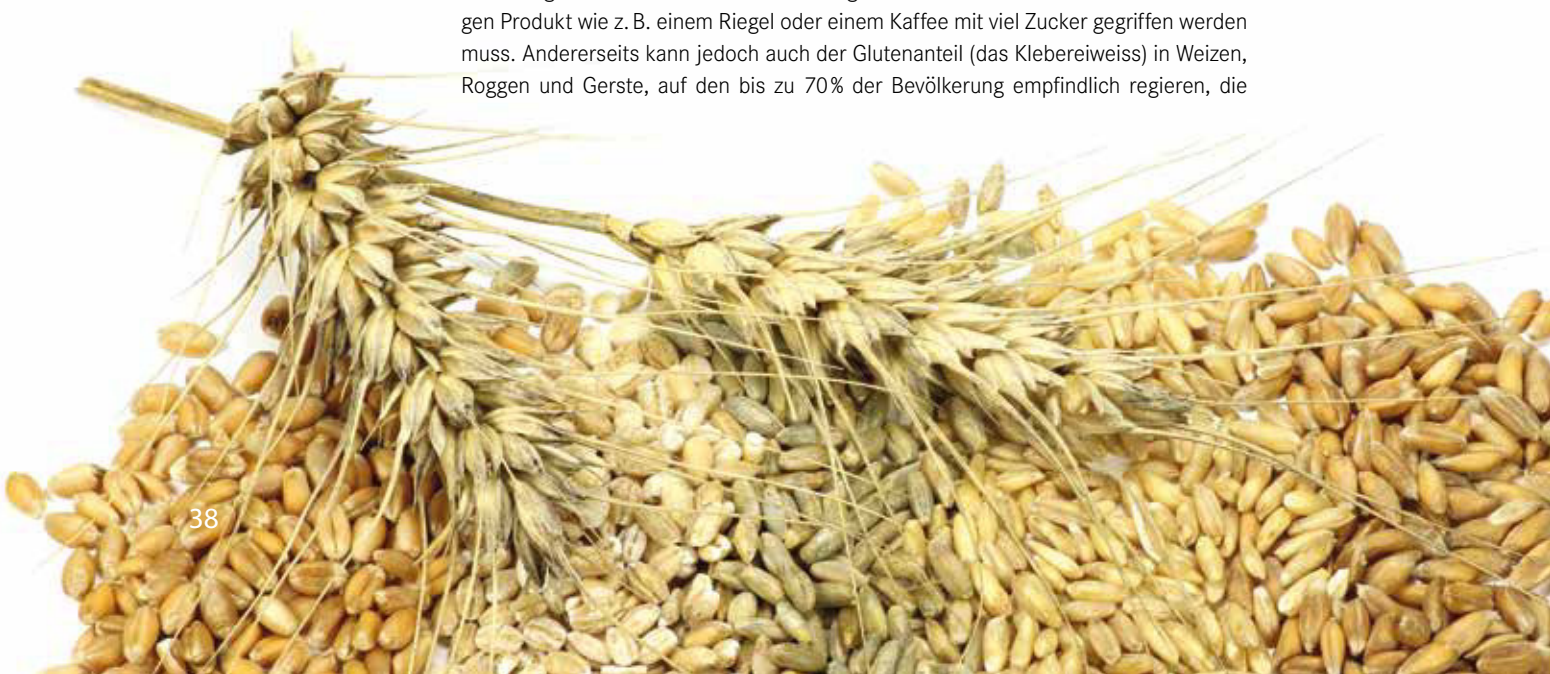 gen Produkt wie z. B. einem Riegel oder einem Kaffee mit viel Zucker gegriffen werden
muss. Andererseits kann jedoch auch der Glutenanteil (das Klebereiweiss) in Weizen,
Roggen und Gerste, auf den bis zu 70% der Bevölkerung empfindlich regieren, die
38